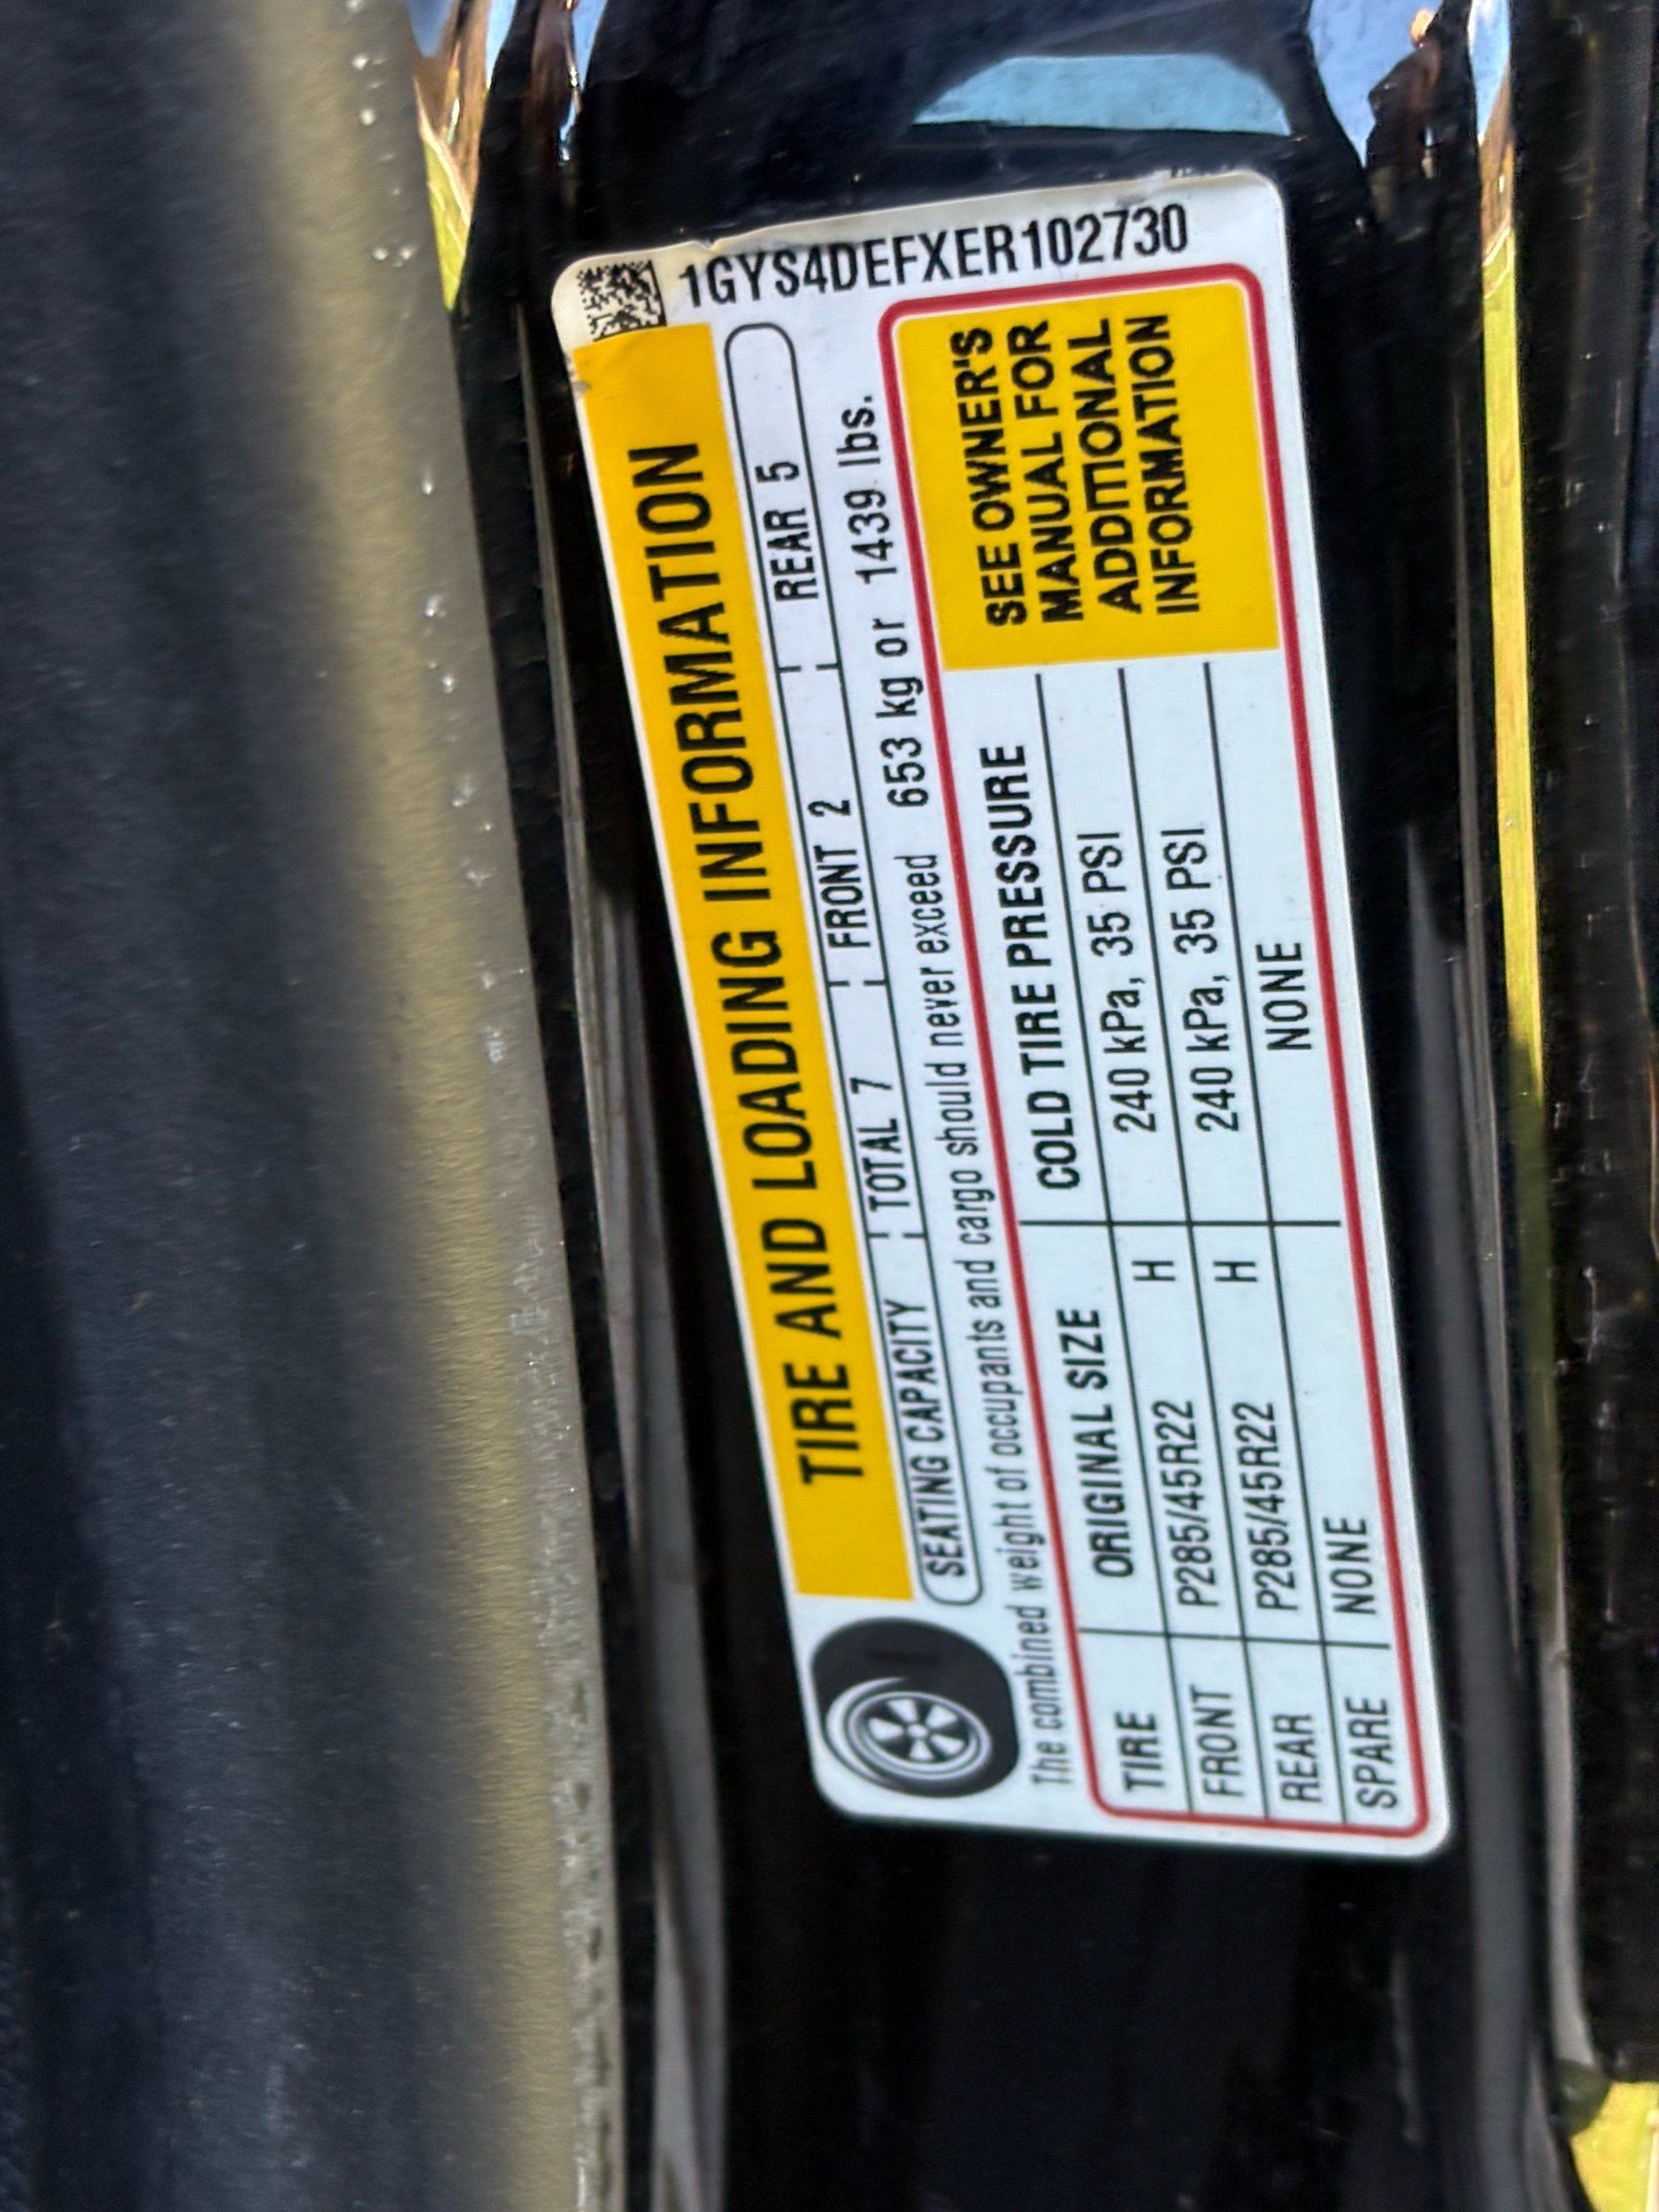 1GYS4DEFXER102730
TIRE AND LOADING INFORMATION
SEATING CAPACITY TOTAL 7 FRONT 2 REAR 5
The combined weight of occupants and cargo should never exceed 653 kg or 1439 lbs.
TIRE ORIGINAL SIZE COLD TIRE PRESSURE
FRONT P285/45R22 H 240 kPa, 35 PSI
REAR P285/45R22 H 240 kPa, 35 PSI
SPARE NONE NONE
SEE OWNER'S
MANUAL FOR
ADDITIONAL
INFORMATION